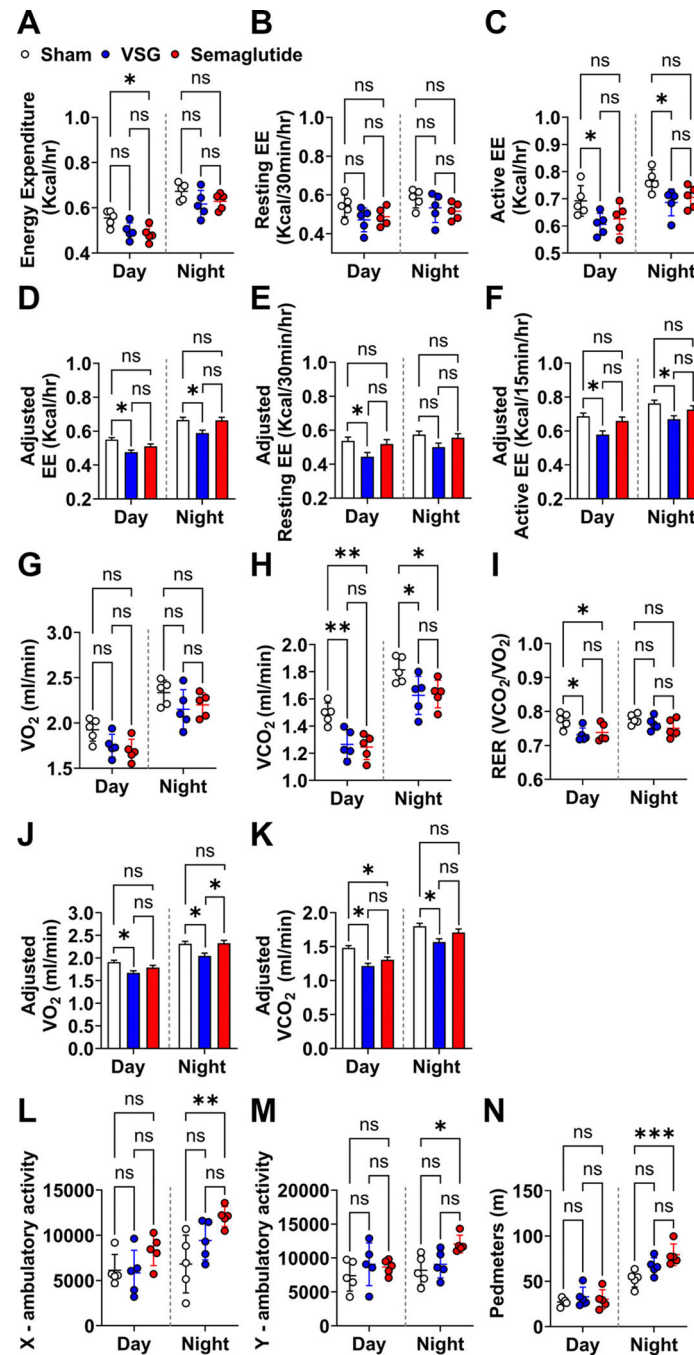 A
B
C
Sham VSG Semaglutide
Energy Expenditure
(Kcal/hr)
1.0
0.8
0.6
0.4
* ns
ns ns ns ns
Day Night
Resting EE
(Kcal/30min/hr)
1.0
0.8
0.6
0.4
ns ns
ns ns ns ns
Day Night
Active EE
(Kcal/hr)
1.0
0.9
0.8
0.7
0.6
0.5
ns ns
* ns * ns
Day Night
D
E
F
Adjusted
EE (Kcal/hr)
1.0
0.8
0.6
0.4
0.2
ns ns
* ns * ns
Day Night
Adjusted
Resting EE (Kcal/30min/hr)
1.0
0.8
0.6
0.4
0.2
ns ns
* ns ns ns
Day Night
Adjusted
Active EE (Kcal/15min/hr)
1.0
0.8
0.6
0.4
0.2
ns ns
* ns * ns
Day Night
G
H
I
VO₂ (ml/min)
3.0
2.5
2.0
1.5
ns ns
ns ns ns ns
Day Night
VCO₂ (ml/min)
2.0
1.8
1.6
1.4
1.2
1.0
** *
** ns * ns
Day Night
RER (VCO₂/VO₂)
1.0
0.9
0.8
0.7
* ns
* ns ns ns
Day Night
J
K
Adjusted
VO₂ (ml/min)
3.0
2.5
2.0
1.5
1.0
0.5
0.0
ns ns
* ns * *
Day Night
Adjusted
VCO₂ (ml/min)
2.0
1.5
1.0
0.5
0.0
* ns
* ns * ns
Day Night
L
M
N
X - ambulatory activity
15000
10000
5000
0
ns **
ns ns ns ns
Day Night
Y - ambulatory activity
20000
15000
10000
5000
0
ns *
ns ns ns ns
Day Night
Pedmeters (m)
150
100
50
0
ns ***
ns ns ns ns
Day Night